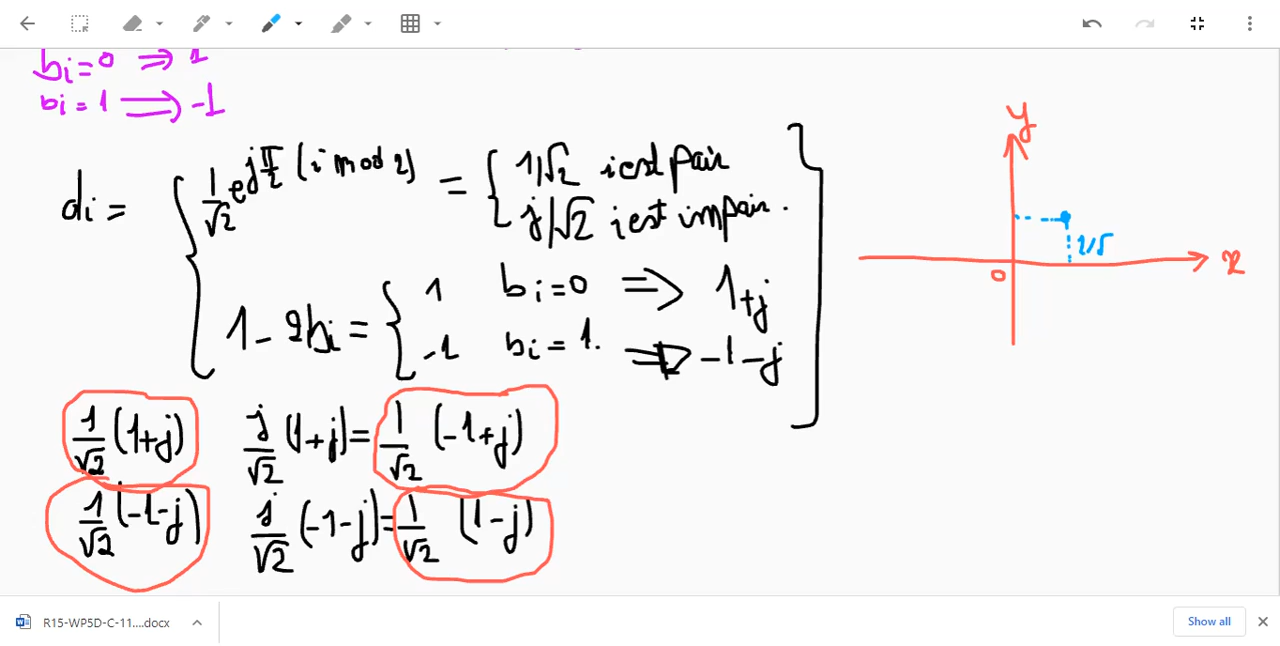 bi=0 ⇒ 1
bi=1 ⇒ -1
di = { 1/√2 e^{jπ/2 (i mod 2)} = { 1/√2 i est pair
j/√2 i est impair.
1-2bi = { 1 bi=0 ⇒ 1+j
-1 bi=1. ⇒ -1-j
1/√2 (1+j) j/√2 (1+j) = 1/√2 (-1+j)
1/√2 (-1-j) j/√2 (-1-j) = 1/√2 (1-j)
y
1/√
0
x
R15-WP5D-C-11....docx
Show all